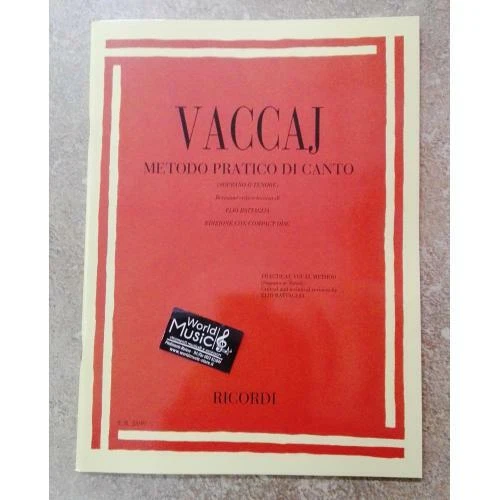 VACCAJ
METODO PRATICO DI CANTO
(SOPRANO O TENORE)
Revisione critico-tecnica di
ELIO BATTAGLIA
EDIZIONE CON COMPACT DISC
PRACTICAL VOCAL METHOD
(Soprano or Tenor)
Critical and technical revision by
ELIO BATTAGLIA
World
Music
RICORDI
E. R.